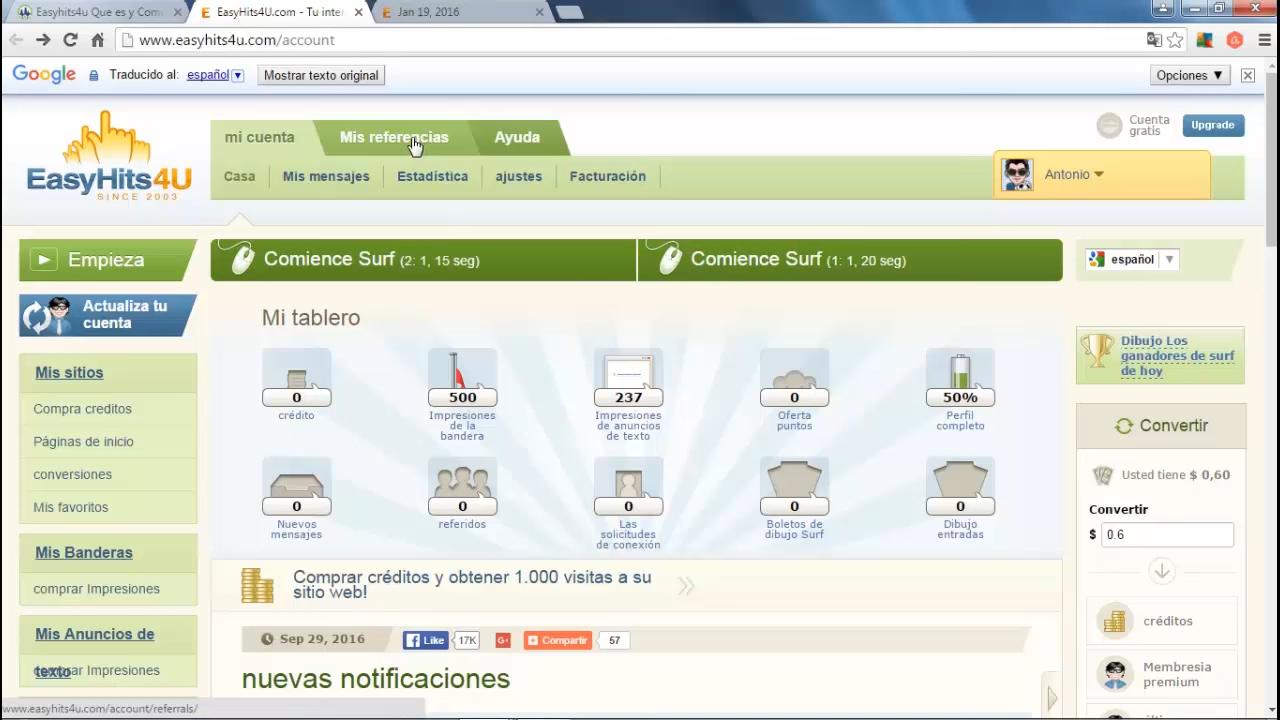 Easyhits4u Que es y Com
EasyHits4U.com - Tu inte
Jan 19, 2016
www.easyhits4u.com/account
Google Traducido al: español Mostrar texto original Opciones
EasyHits4U
SINCE 2003
mi cuenta Mis referencias Ayuda
Cuenta gratis
Upgrade
Casa Mis mensajes Estadística ajustes Facturación
Antonio
Empieza
Comience Surf (2: 1, 15 seg)
Comience Surf (1: 1, 20 seg)
español
Actualiza tu
cuenta
Mi tablero
Dibujo Los
ganadores de surf
de hoy
Mis sitios
Compra creditos
Páginas de inicio
conversiones
Mis favoritos
0
crédito
500
Impresiones
de la
bandera
237
Impresiones
de anuncios
de texto
0
Oferta
puntos
50%
Perfil
completo
0
Nuevos
mensajes
0
referidos
0
Las
solicitudes
de conexión
0
Boletos de
dibujo Surf
0
Dibujo
entradas
Convertir
Usted tiene $ 0,60
Convertir
$ 0.6
créditos
Membresia
premium
Mis Banderas
comprar Impresiones
Mis Anuncios de
texto
comprar Impresiones
Comprar créditos y obtener 1.000 visitas a su
sitio web!
Sep 29, 2016 Like 17K G+ Compartir 57
nuevas notificaciones
www.easyhits4u.com/account/referrals/